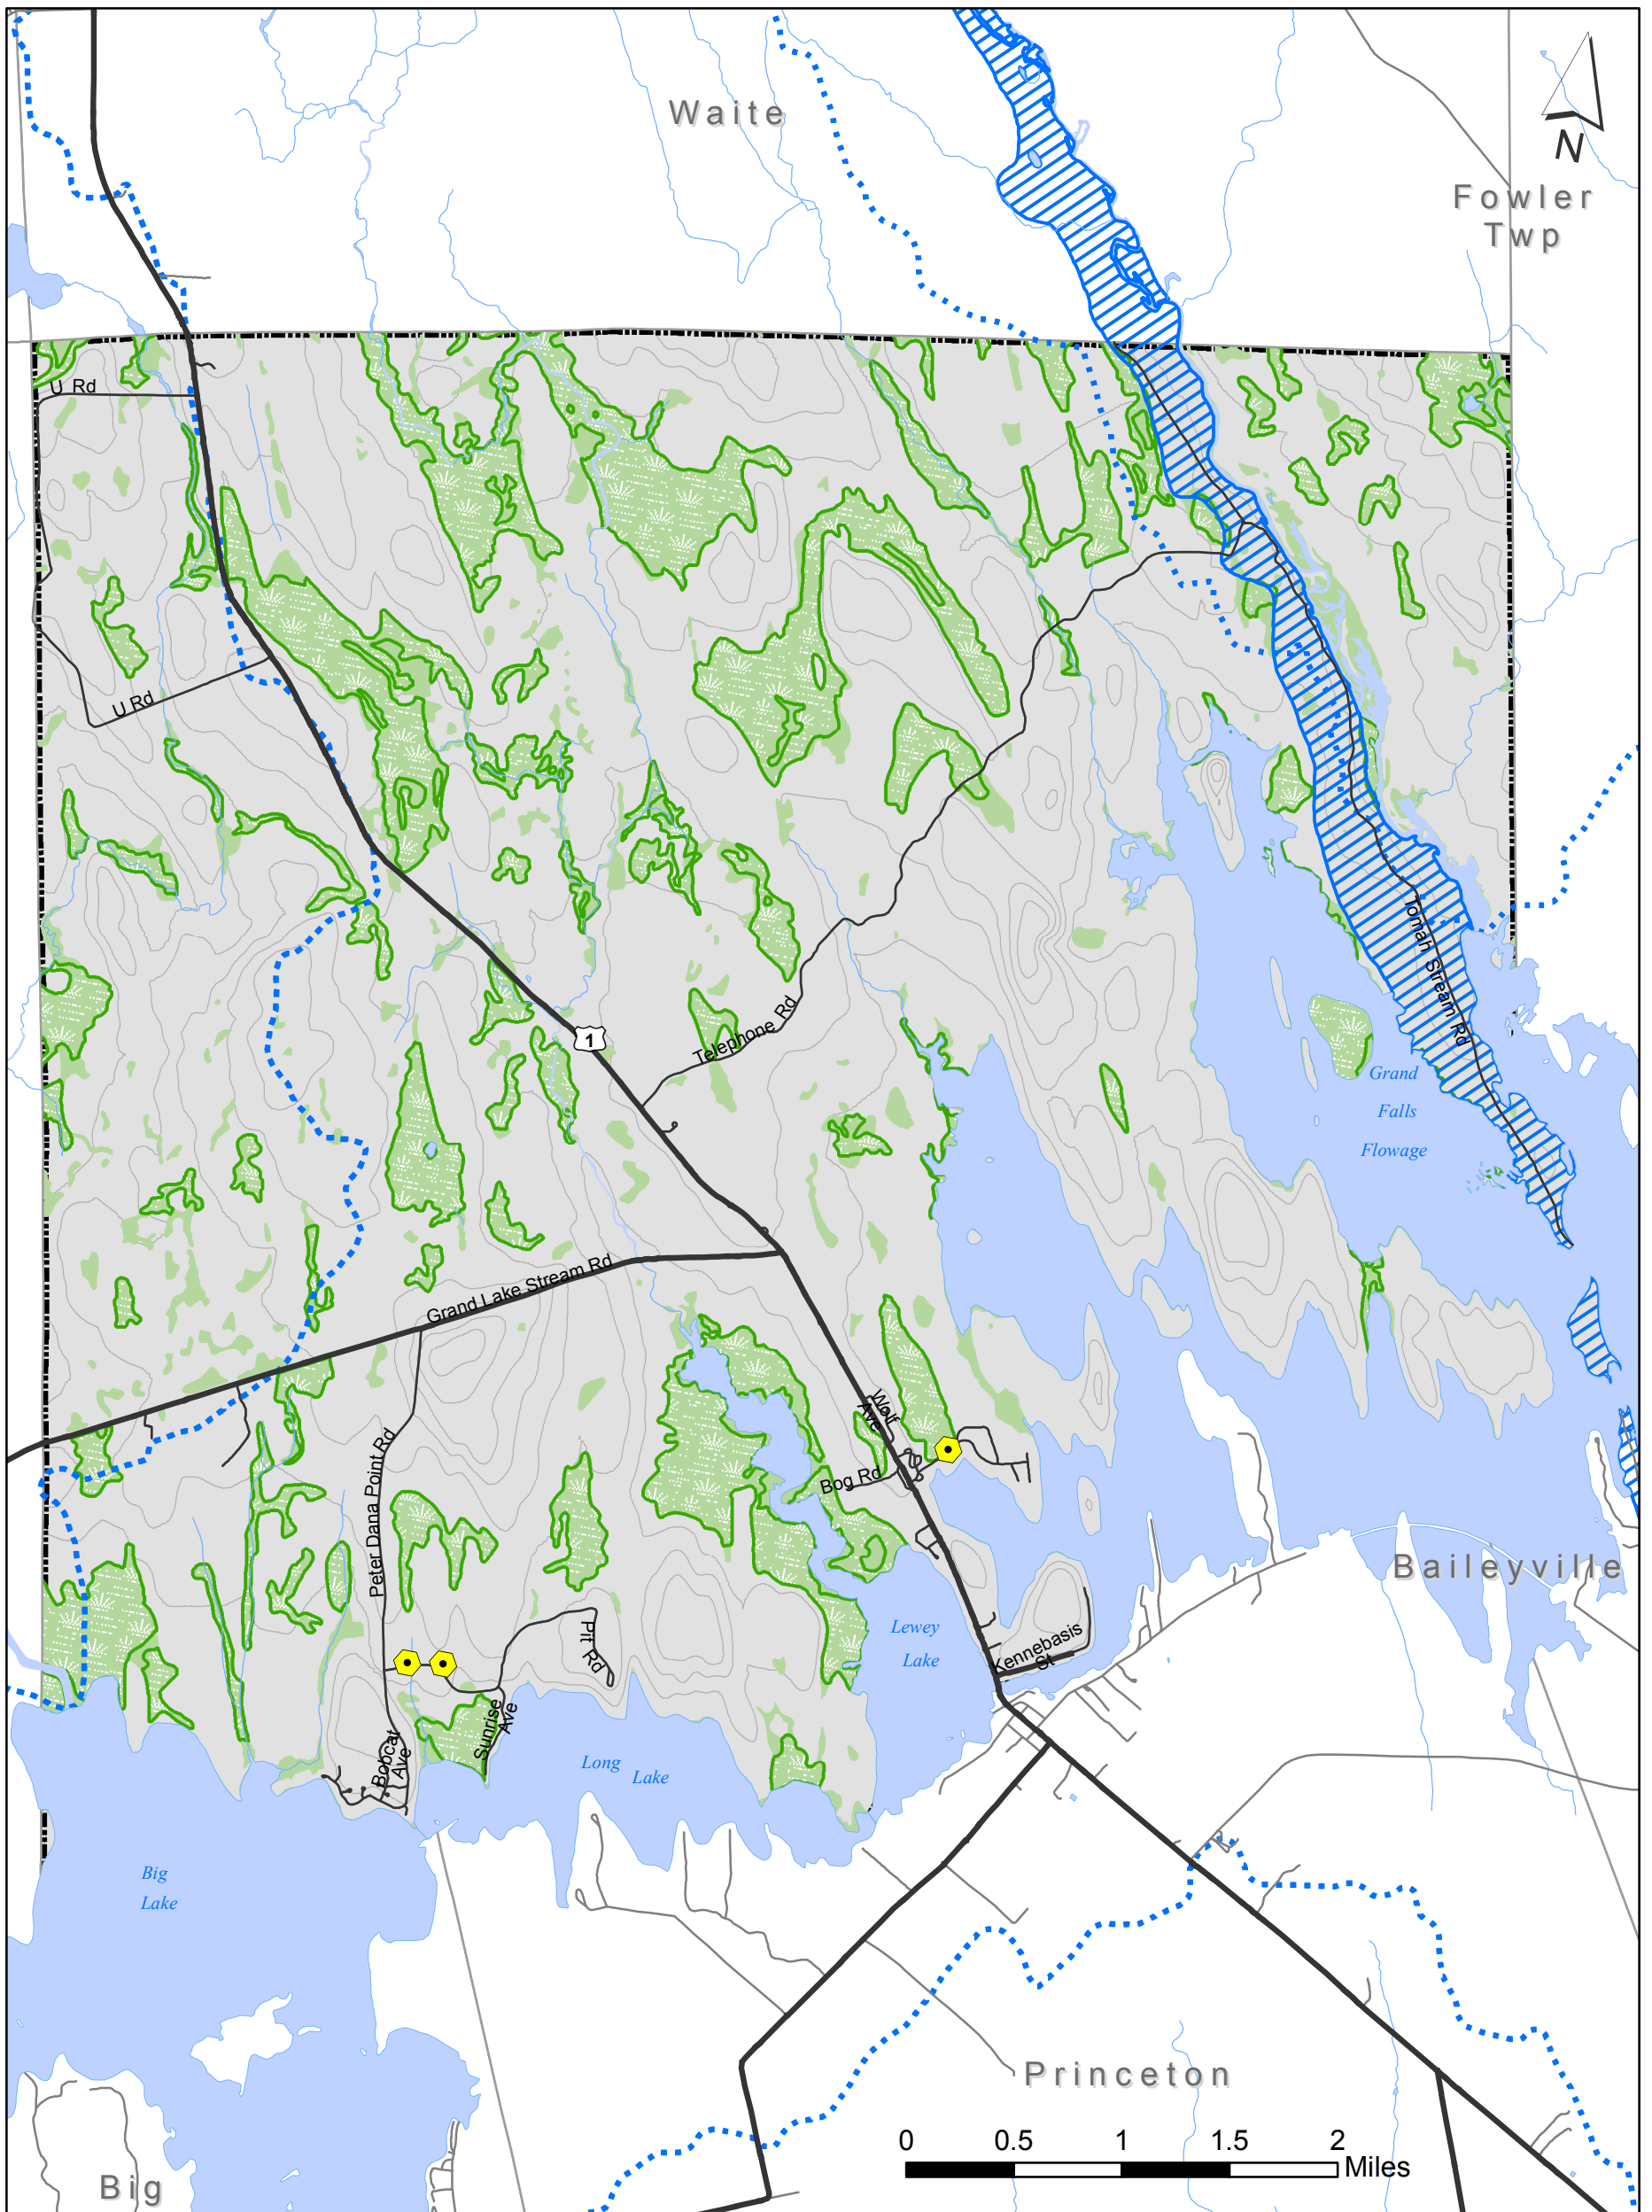 Waite
N
Fowler
Twp
U Rd
U Rd
Tomah Stream Rd
Telephone Rd
1
Grand
Falls
Flowage
Grand Lake Stream Rd
Wolf
Ave
Peter Dana Point Rd
Bog Rd
Baileyville
Pit Rd
Lewey
Lake
Kennebasis
St
Sunrise
Ave
Bobcat
Ave
Long
Lake
Big
Lake
Princeton
0 0.5 1 1.5 2
Miles
Big